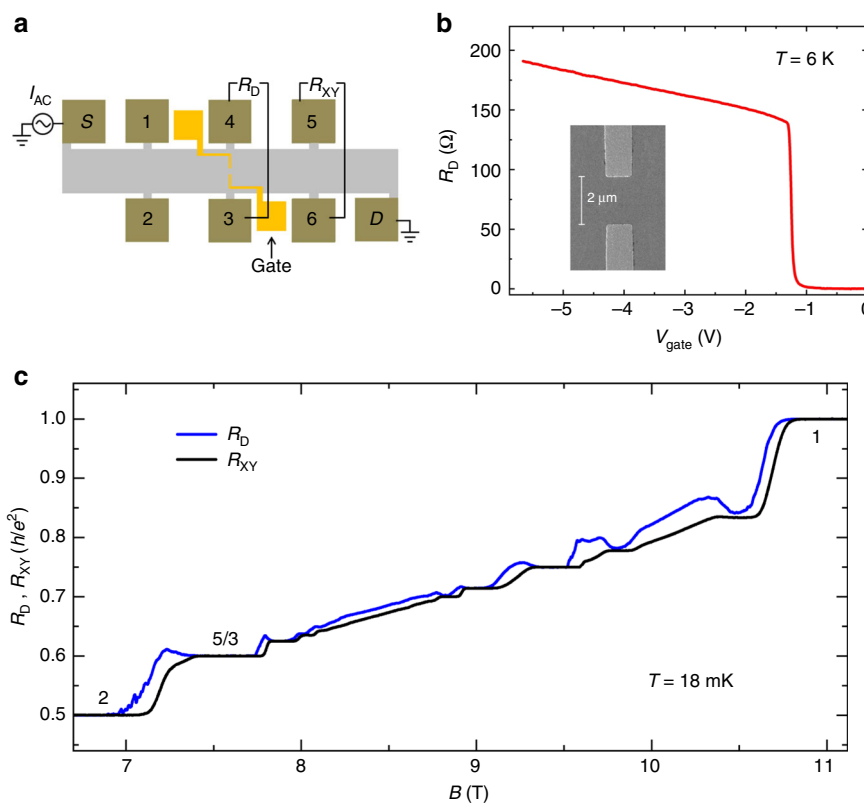 a
I_AC
R_D
R_XY
S
1
4
5
2
3
6
D
Gate
b
200
150
100
50
0
R_D (Ω)
T = 6 K
2 μm
−5
−4
−3
−2
−1
0
V_gate (V)
c
1.0
0.9
0.8
0.7
0.6
0.5
R_D , R_XY (h/e²)
R_D
R_XY
2
5/3
1
T = 18 mK
7
8
9
10
11
B (T)